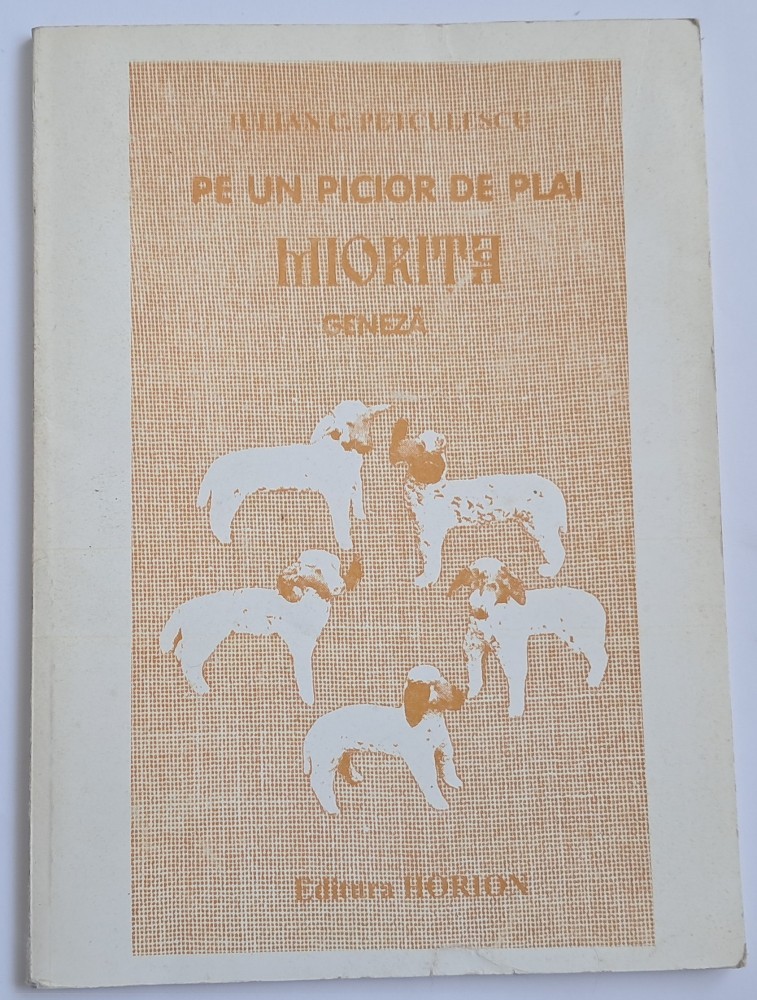 IULIAN C. PETCULESCU
PE UN PICIOR DE PLAI
MIORIȚA
GENEZĂ
Editura HORION